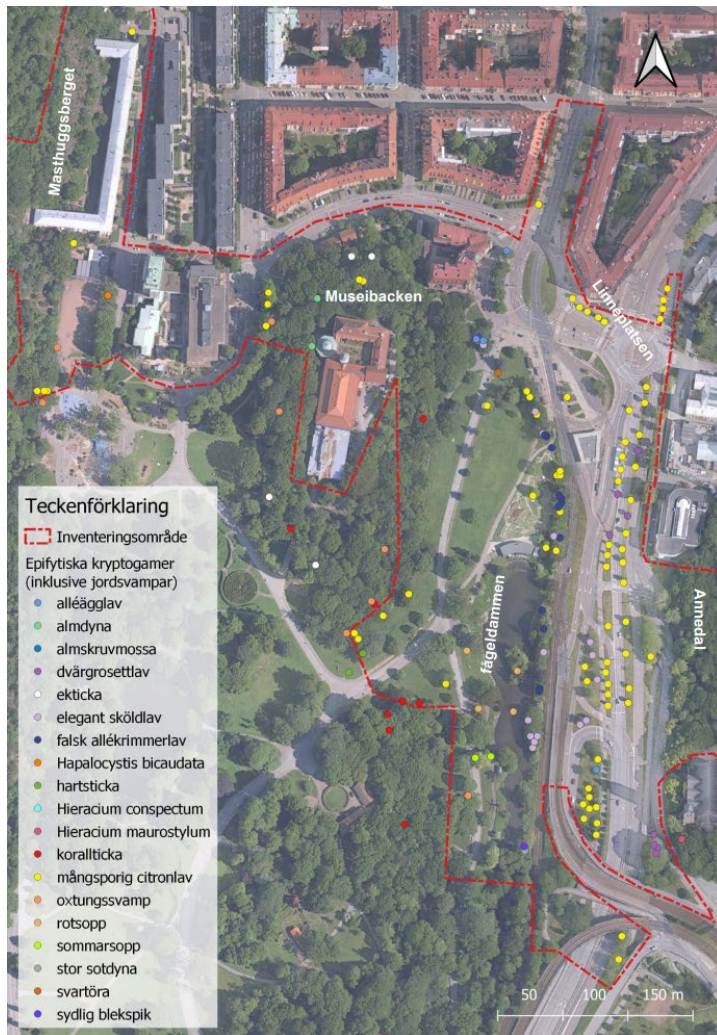 Masthuggsberget
Museibacken
Linneplatsen
Annedal
fågeldammen
Teckenförklaring
Inventeringsområde
Epifytiska kryptogamer
(inklusive jordsvampar)
alléägglav
almdyna
almskruvmossa
dvärgrosettlav
ekticka
elegant sköldlav
falsk allékrimmerlav
Hapalocystis bicaudata
hartsticka
Hieracium conspectum
Hieracium maurostylum
korallticka
mångsporig citronlav
oxtungssvamp
rotsopp
sommarsopp
stor sotdyna
svartöra
sydlig blekspik
50 100 150 m